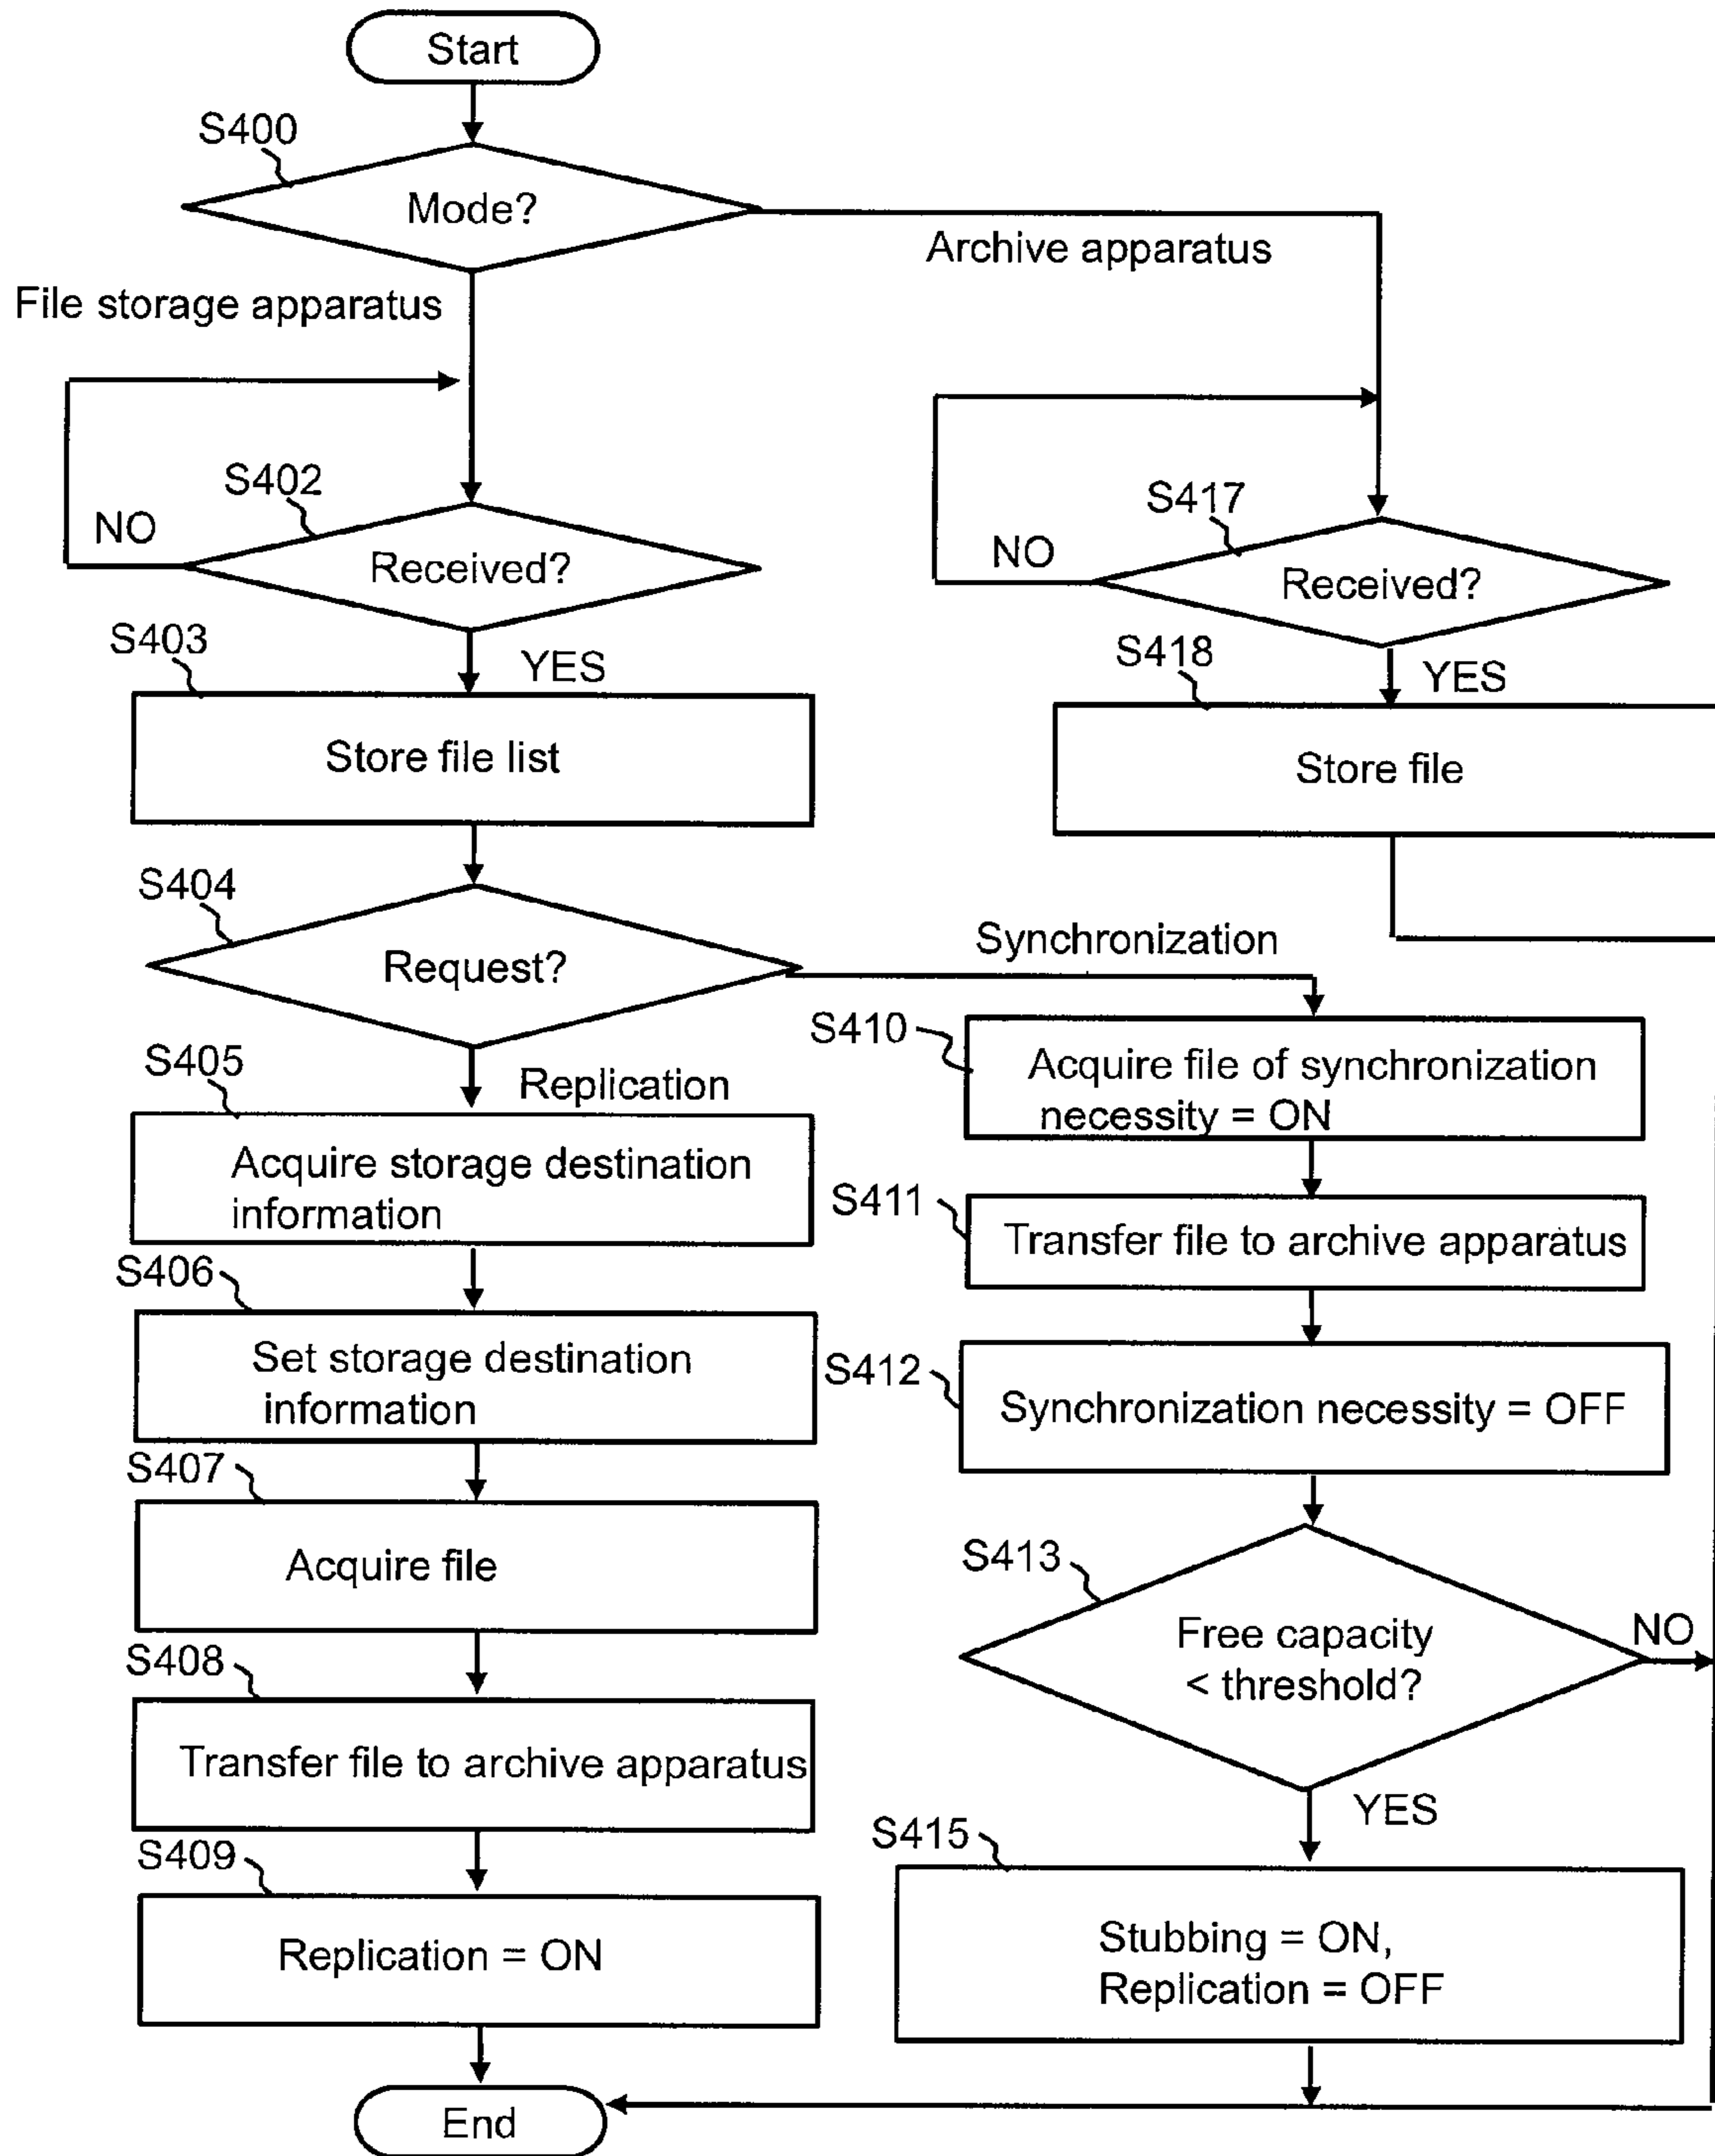 Start
S400
Mode?
Archive apparatus
File storage apparatus
S402
NO
Received?
S417
NO
Received?
S403
YES
S418
YES
Store file list
Store file
S404
Request?
Synchronization
S410
Acquire file of synchronization
necessity = ON
S405
Replication
Acquire storage destination
information
S411
Transfer file to archive apparatus
S406
Set storage destination
information
S412
Synchronization necessity = OFF
S407
Acquire file
S413
Free capacity
< threshold?
NO
S408
Transfer file to archive apparatus
YES
S415
S409
Replication = ON
Stubbing = ON,
Replication = OFF
End